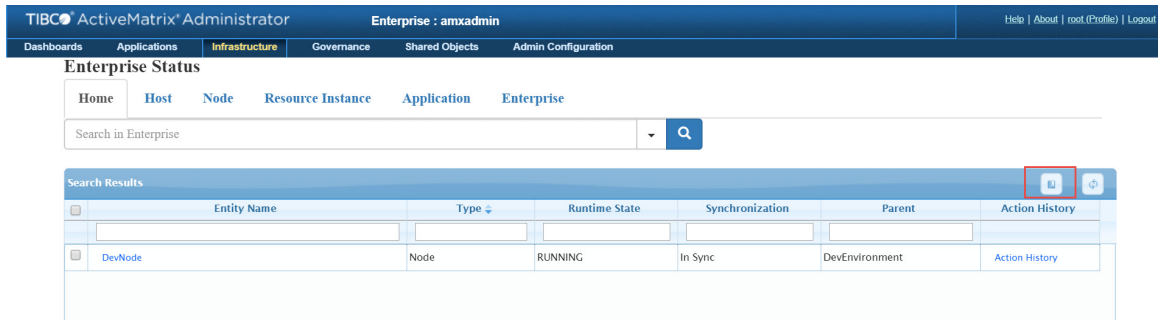 TIBCO® ActiveMatrix® Administrator Enterprise : amxadmin Help | About | root (Profile) | Logout
Dashboards Applications Infrastructure Governance Shared Objects Admin Configuration
Enterprise Status
Home Host Node Resource Instance Application Enterprise
Search in Enterprise
Search Results
Entity Name Type Runtime State Synchronization Parent Action History
DevNode Node RUNNING In Sync DevEnvironment Action History